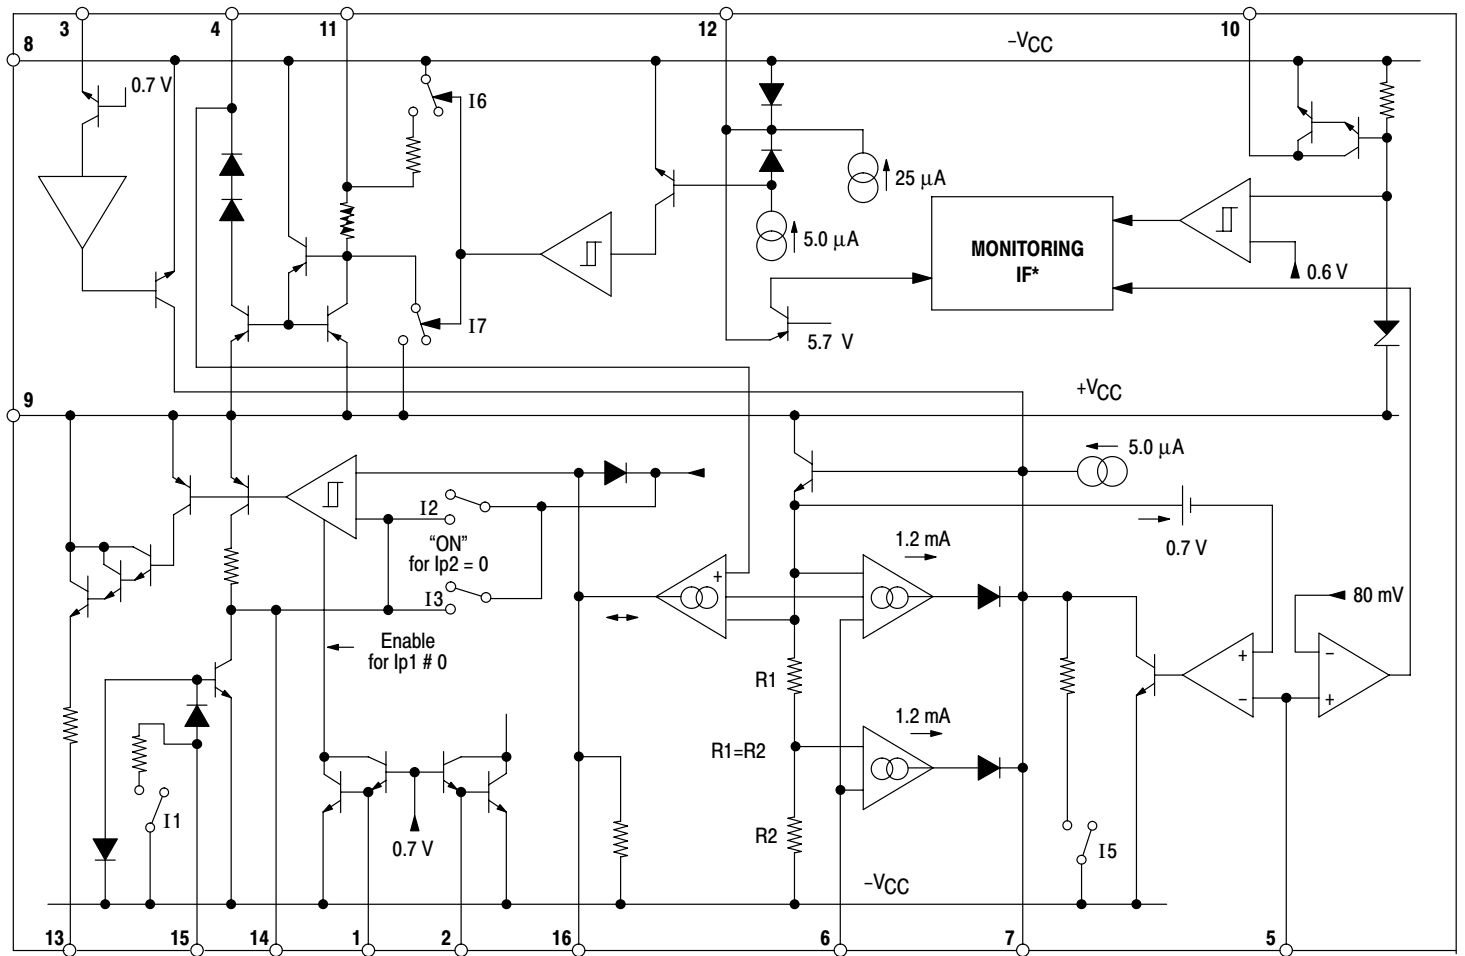 3
4
11
12
10
8
–VCC
0.7 V
I6
25 µA
5.0 µA
MONITORING
IF*
0.6 V
I7
5.7 V
+VCC
9
5.0 µA
I2
"ON"
for Ip2 = 0
1.2 mA
0.7 V
+
I3
80 mV
Enable
for Ip1 # 0
R1
+
–
–
+
1.2 mA
R1=R2
I1
0.7 V
R2
I5
–VCC
13
15
14
1
2
16
6
7
5